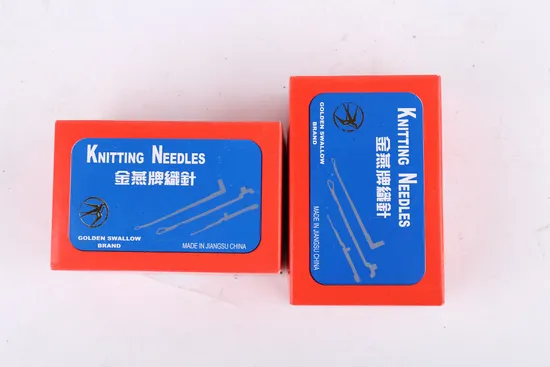 KNITTING NEEDLES
金燕牌織針
GOLDEN SWALLOW
BRAND
MADE IN JIANGSU CHINA
KNITTING NEEDLES
金燕牌織針
GOLDEN SWALLOW
BRAND
MADE IN JIANGSU CHINA